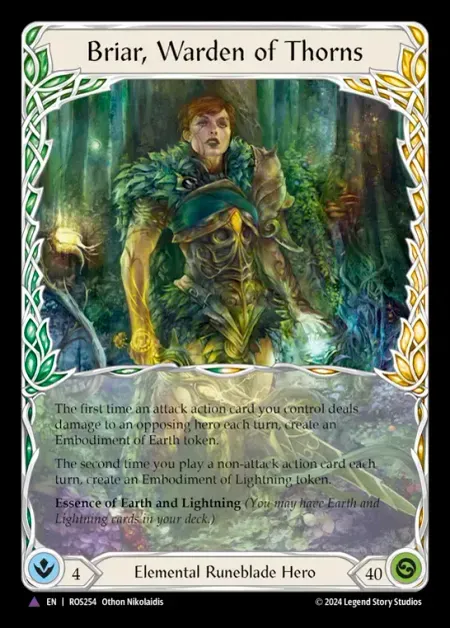 Briar, Warden of Thorns
The first time an attack action card you control deals
damage to an opposing hero each turn, create an
Embodiment of Earth token.
The second time you play a non-attack action card each
turn, create an Embodiment of Lightning token.
Essence of Earth and Lightning (You may have Earth and
Lightning cards in your deck.)
4
Elemental Runeblade Hero
40
EN | ROS254 Othon Nikolaidis
© 2024 Legend Story Studios